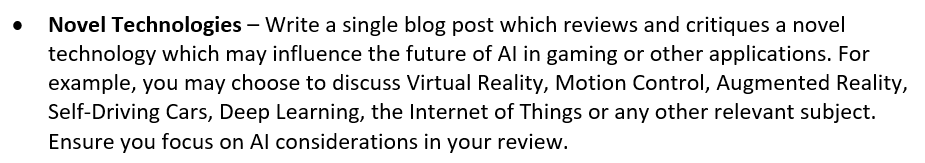 • Novel Technologies – Write a single blog post which reviews and critiques a novel
technology which may influence the future of AI in gaming or other applications. For
example, you may choose to discuss Virtual Reality, Motion Control, Augmented Reality,
Self-Driving Cars, Deep Learning, the Internet of Things or any other relevant subject.
Ensure you focus on AI considerations in your review.